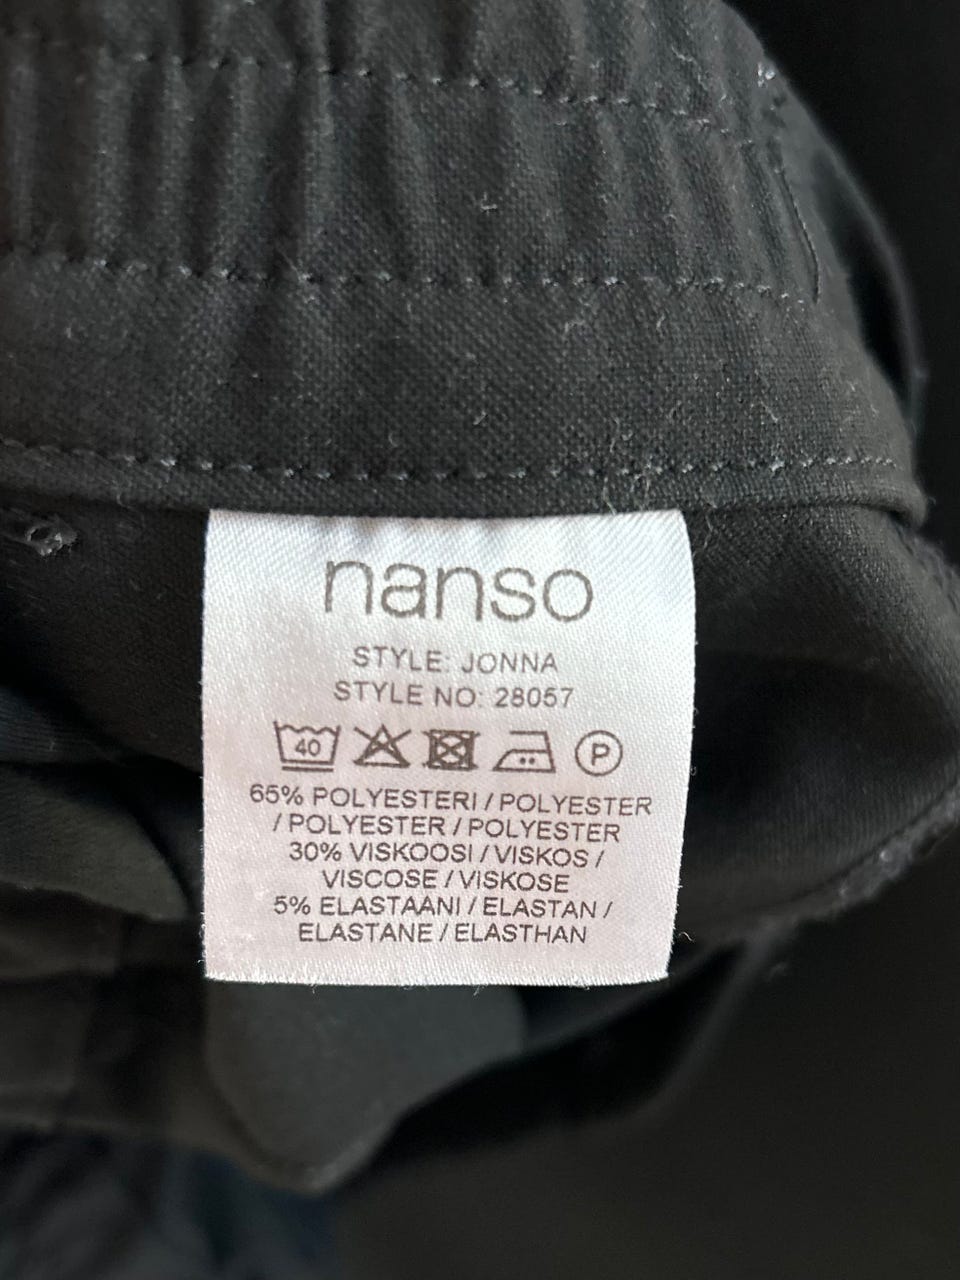 nanso
STYLE: JONNA
STYLE NO: 28057
40 P
65% POLYESTERI / POLYESTER
/ POLYESTER / POLYESTER
30% VISKOOSI / VISKOS /
VISCOSE / VISKOSE
5% ELASTAANI / ELASTAN /
ELASTANE / ELASTHAN